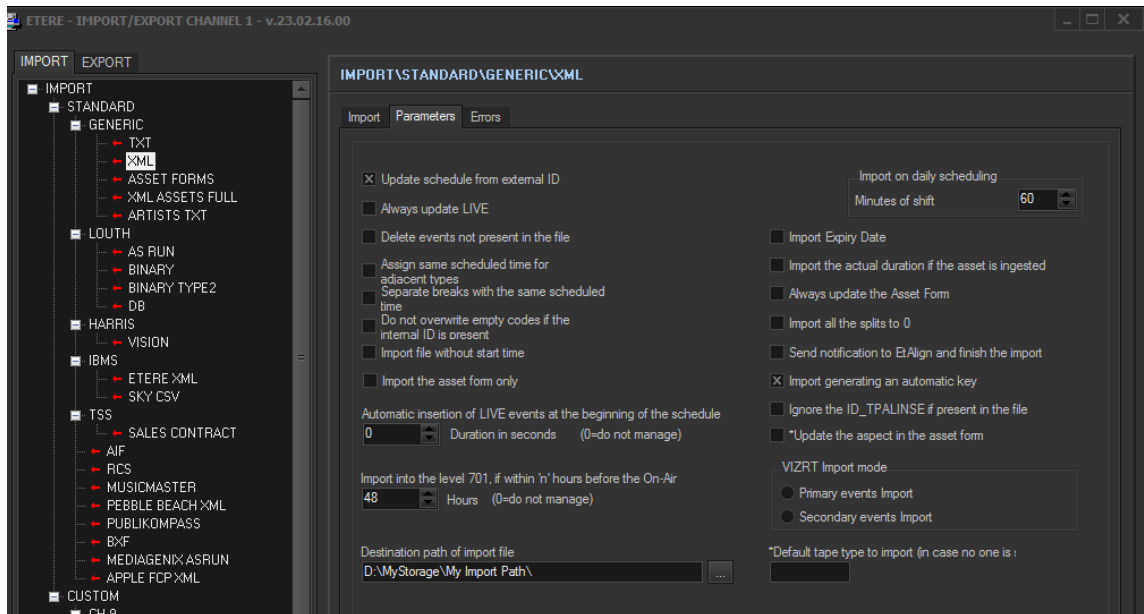 ETERE - IMPORT/EXPORT CHANNEL 1 - v.23.02.16.00
IMPORT EXPORT
IMPORT
STANDARD
GENERIC
TXT
XML
ASSET FORMS
XML ASSETS FULL
ARTISTS TXT
LOUTH
AS RUN
BINARY
BINARY TYPE2
DB
HARRIS
VISION
IBMS
ETERE XML
SKY CSV
TSS
SALES CONTRACT
AIF
RCS
MUSICMASTER
PEBBLE BEACH XML
PUBLIKOMPASS
BXF
MEDIAGENIX ASRUN
APPLE FCP XML
CUSTOM
CH 9
IMPORT\STANDARD\GENERIC\XML
Import Parameters Errors
Update schedule from external ID
Always update LIVE
Delete events not present in the file
Assign same scheduled time for
adjacent types
Separate breaks with the same scheduled
time
Do not overwrite empty codes if the
internal ID is present
Import file without start time
Import the asset form only
Automatic insertion of LIVE events at the beginning of the schedule
0 Duration in seconds (0=do not manage)
Import into the level 701, if within 'n' hours before the On-Air
48 Hours (0=do not manage)
Destination path of import file
D:\MyStorage\My Import Path\
...
Import on daily scheduling
Minutes of shift 60
Import Expiry Date
Import the actual duration if the asset is ingested
Always update the Asset Form
Import all the splits to 0
Send notification to EtAlign and finish the import
Import generating an automatic key
Ignore the ID_TPALINSE if present in the file
*Update the aspect in the asset form
VIZRT Import mode
Primary events Import
Secondary events Import
*Default tape type to import (in case no one is